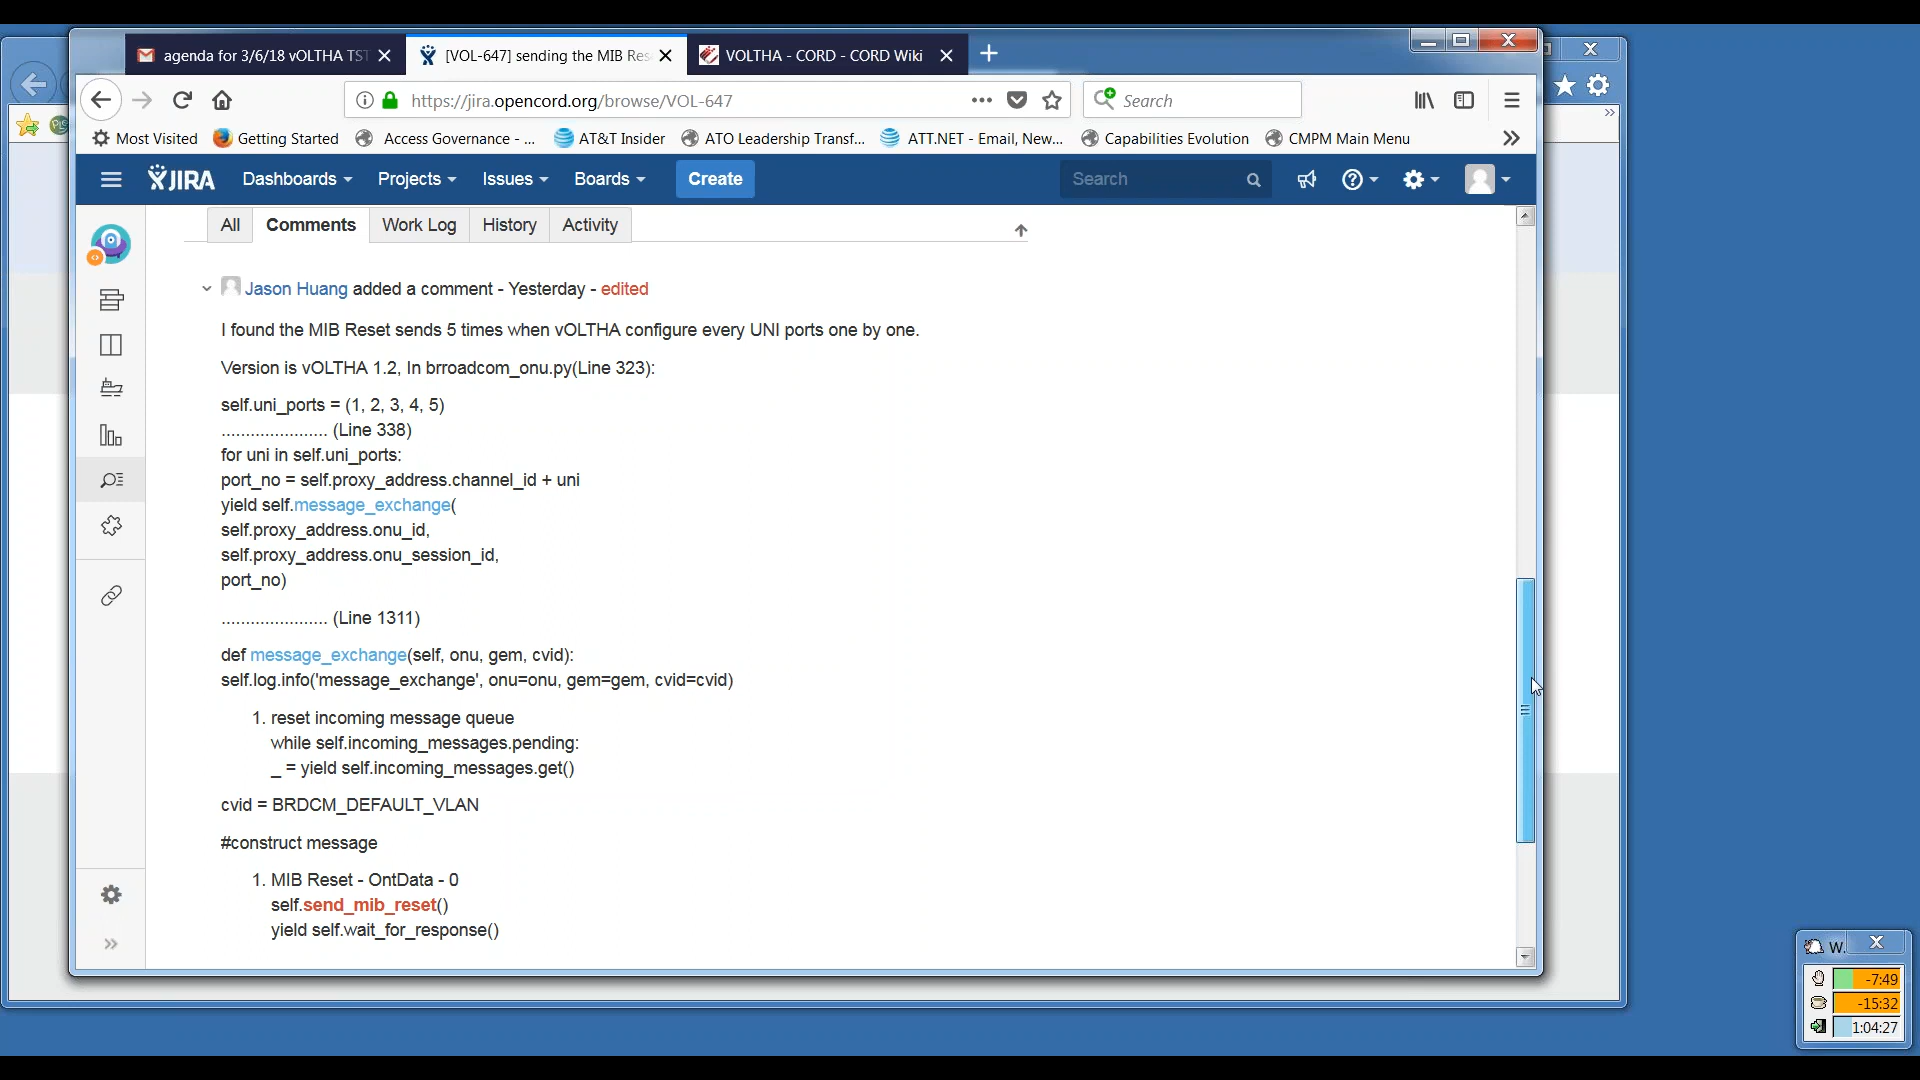 agenda for 3/6/18 vOLTHA TST
[VOL-647] sending the MIB Res
VOLTHA - CORD - CORD Wiki
https://jira.opencord.org/browse/VOL-647
Search
Most Visited
Getting Started
Access Governance - ...
AT&T Insider
ATO Leadership Transf...
ATT.NET - Email, New...
Capabilities Evolution
CMPM Main Menu
JIRA
Dashboards
Projects
Issues
Boards
Create
Search
All
Comments
Work Log
History
Activity
Jason Huang added a comment - Yesterday - edited
I found the MIB Reset sends 5 times when vOLTHA configure every UNI ports one by one.
Version is vOLTHA 1.2, In brroadcom_onu.py(Line 323):
self.uni_ports = (1, 2, 3, 4, 5)
...................... (Line 338)
for uni in self.uni_ports:
port_no = self.proxy_address.channel_id + uni
yield self.message_exchange(
self.proxy_address.onu_id,
self.proxy_address.onu_session_id,
port_no)
...................... (Line 1311)
def message_exchange(self, onu, gem, cvid):
self.log.info('message_exchange', onu=onu, gem=gem, cvid=cvid)
1. reset incoming message queue
while self.incoming_messages.pending:
_ = yield self.incoming_messages.get()
cvid = BRDCM_DEFAULT_VLAN
#construct message
1. MIB Reset - OntData - 0
self.send_mib_reset()
yield self.wait_for_response()
W.
-7:49
-15:32
1:04:27